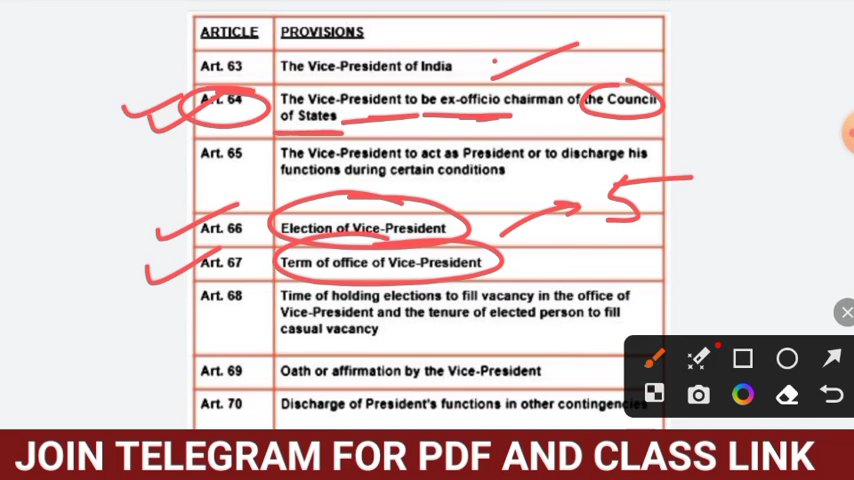 ARTICLE PROVISIONS
Art. 63 The Vice-President of India
Art. 64 The Vice-President to be ex-officio chairman of the Council
of States
Art. 65 The Vice-President to act as President or to discharge his
functions during certain conditions
Art. 66 Election of Vice-President
5
Art. 67 Term of office of Vice-President
Art. 68 Time of holding elections to fill vacancy in the office of
Vice-President and the tenure of elected person to fill
casual vacancy
Art. 69 Oath or affirmation by the Vice-President
Art. 70 Discharge of President's functions in other contingencies
JOIN TELEGRAM FOR PDF AND CLASS LINK